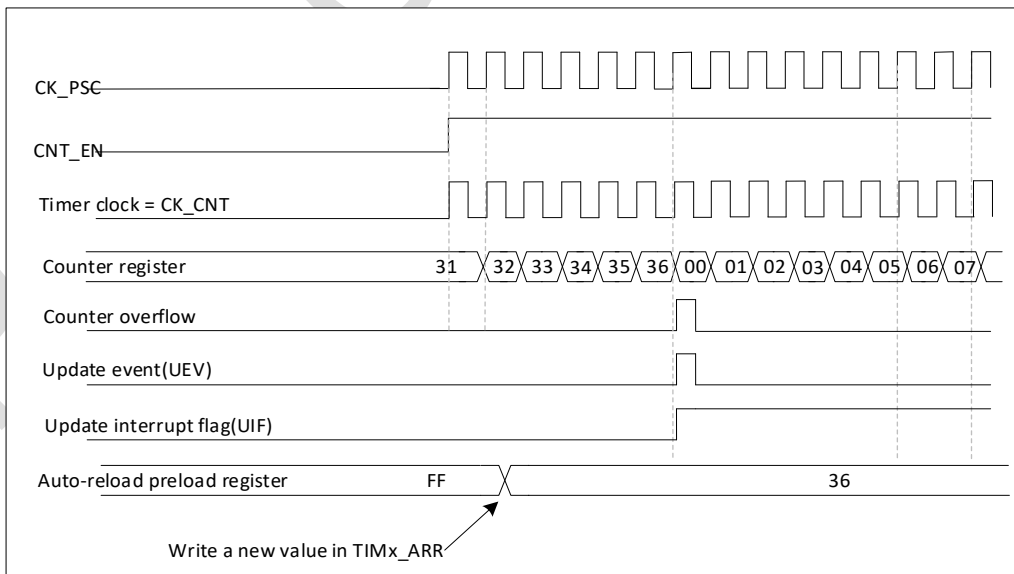 CK_PSC
CNT_EN
Timer clock = CK_CNT
Counter register 31 32 33 34 35 36 00 01 02 03 04 05 06 07
Counter overflow
Update event(UEV)
Update interrupt flag(UIF)
Auto-reload preload register FF 36
Write a new value in TIMx_ARR